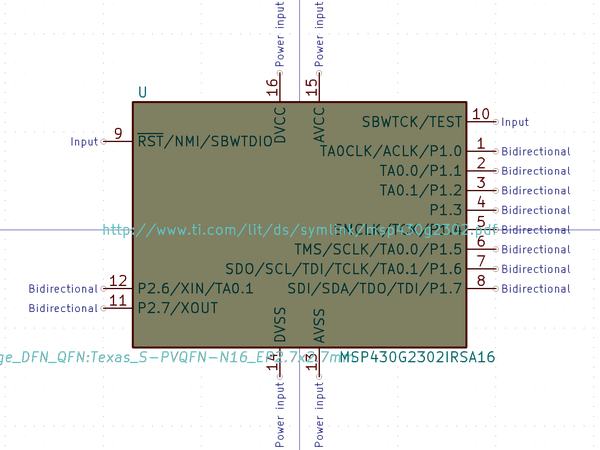 Power input
Power input
16
15
U
DVCC
AVCC
SBWTCK/TEST
10
Input
Input
9
RST/NMI/SBWTDIO
TA0CLK/ACLK/P1.0
1
Bidirectional
TA0.0/P1.1
2
Bidirectional
TA0.1/P1.2
3
Bidirectional
P1.3
4
Bidirectional
http://www.ti.com/lit/ds/symlink/msp430g2302.pdf
5
Bidirectional
TMS/SCLK/TA0.0/P1.5
6
Bidirectional
SDO/SCL/TDI/TCLK/TA0.1/P1.6
7
Bidirectional
Bidirectional
12
P2.6/XIN/TA0.1
SDI/SDA/TDO/TDI/P1.7
8
Bidirectional
Bidirectional
11
P2.7/XOUT
DVSS
AVSS
ge_DFN_QFN:Texas_S-PVQFN-N16_EP2.7x2.7mm
MSP430G2302IRSA16
14
13
Power input
Power input